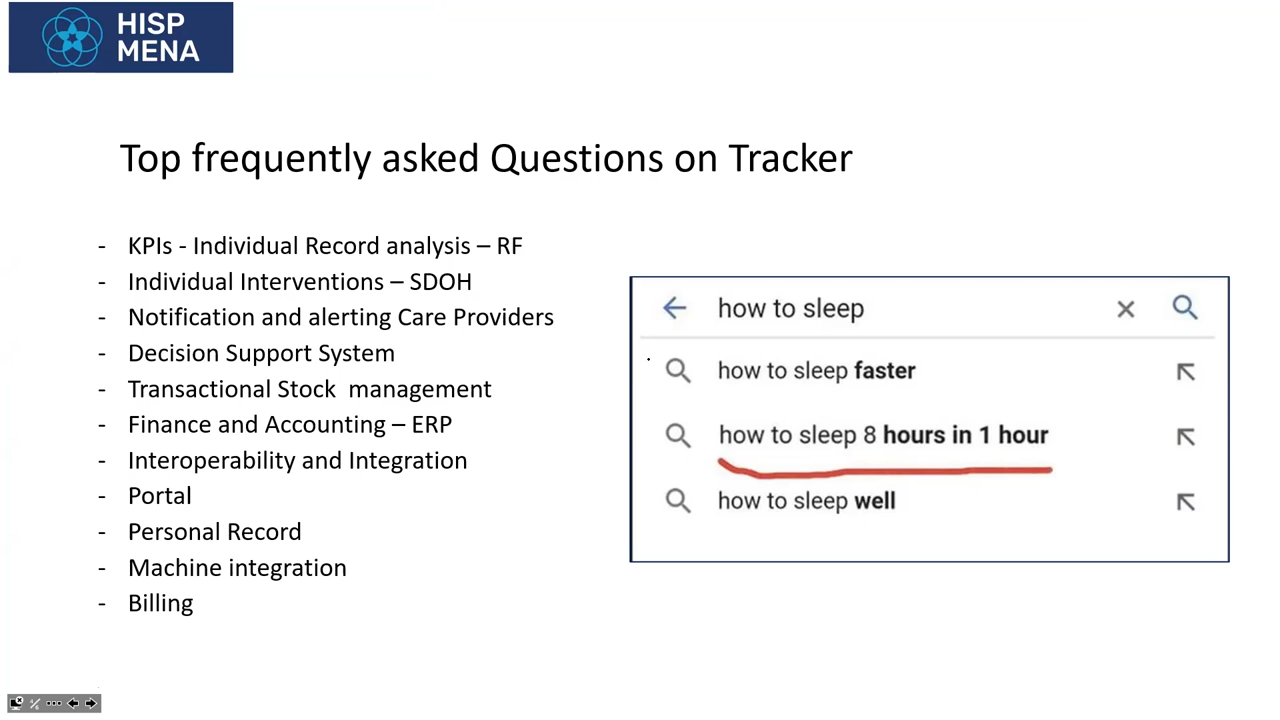 HISP
MENA
Top frequently asked Questions on Tracker
- KPIs - Individual Record analysis – RF
- Individual Interventions – SDOH
- Notification and alerting Care Providers
- Decision Support System
- Transactional Stock  management
- Finance and Accounting – ERP
- Interoperability and Integration
- Portal
- Personal Record
- Machine integration
- Billing
how to sleep
how to sleep faster
how to sleep 8 hours in 1 hour
how to sleep well